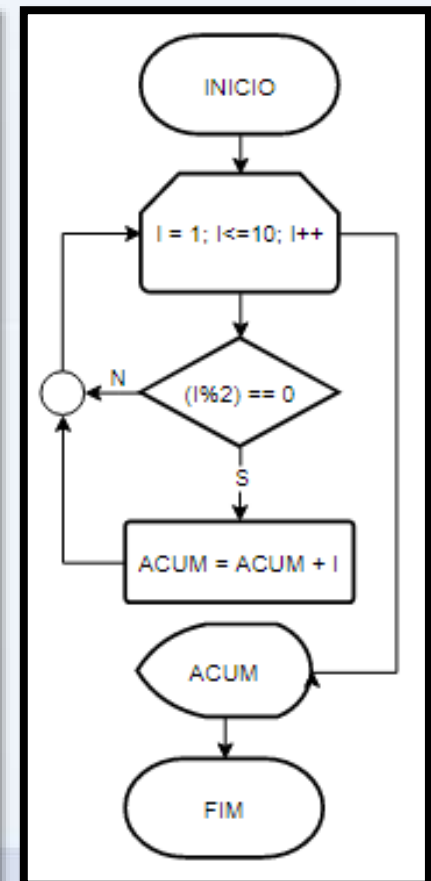 INICIO
I = 1; I<=10; I++
(I%2) == 0
N
S
ACUM = ACUM + I
ACUM
FIM